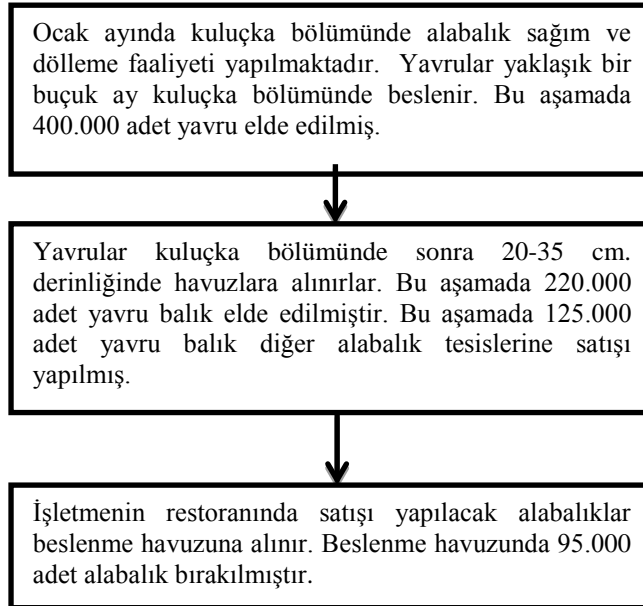 Ocak ayında kuluçka bölümünde alabalık sağım ve
dölleme faaliyeti yapılmaktadır. Yavrular yaklaşık bir
buçuk ay kuluçka bölümünde beslenir. Bu aşamada
400.000 adet yavru elde edilmiş.
Yavrular kuluçka bölümünde sonra 20-35 cm.
derinliğinde havuzlara alınırlar. Bu aşamada 220.000
adet yavru balık elde edilmiştir. Bu aşamada 125.000
adet yavru balık diğer alabalık tesislerine satışı
yapılmış.
İşletmenin restoranında satışı yapılacak alabalıklar
beslenme havuzuna alınır. Beslenme havuzunda 95.000
adet alabalık bırakılmıştır.